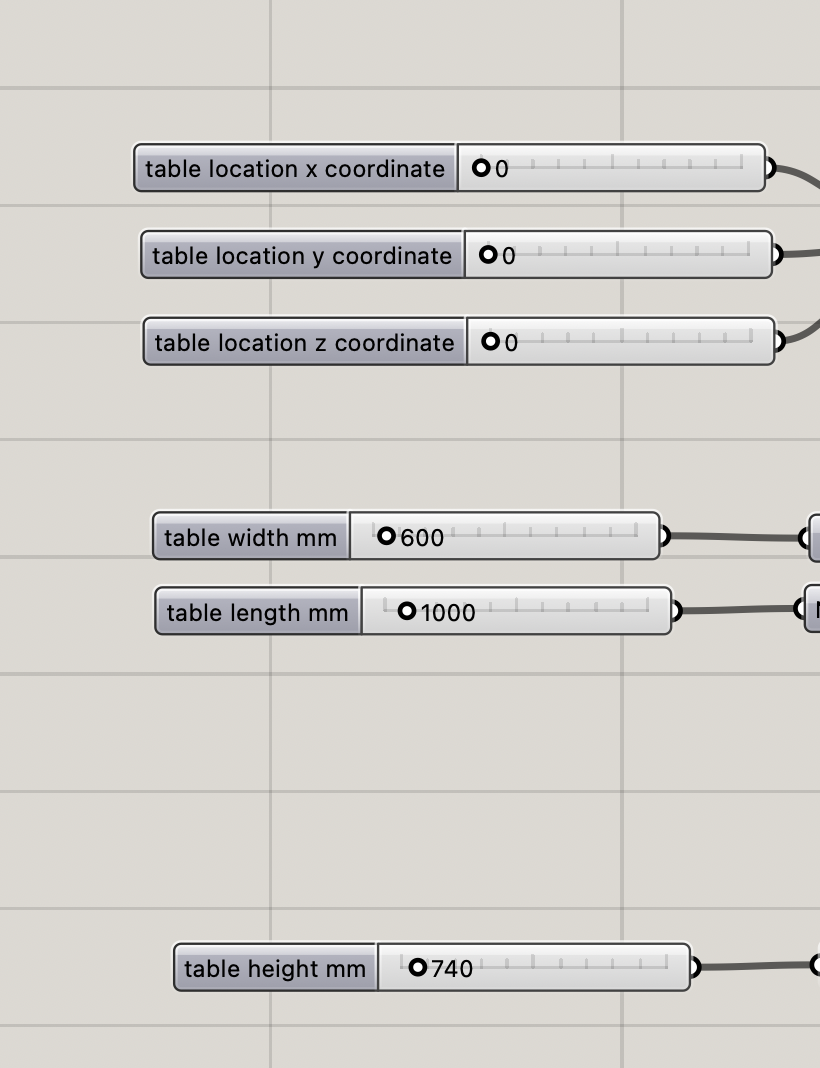 table location x coordinate 0
table location y coordinate 0
table location z coordinate 0
table width mm 600
table length mm 1000
table height mm 740